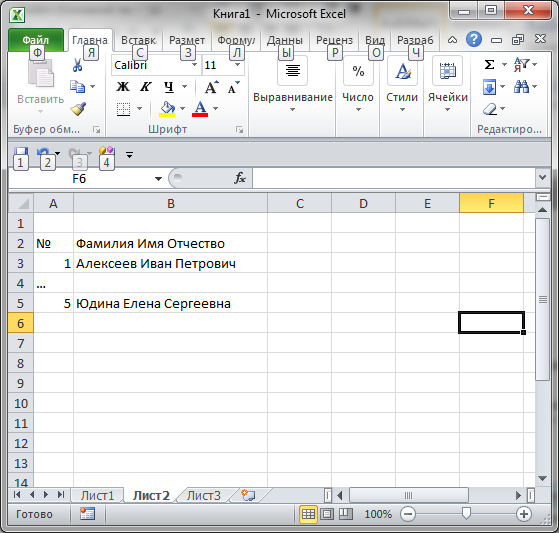 Книга1 - Microsoft Excel
Файл Главна Вставк Размет Формул Данны Реценз Вид Разраб
Ф Я С З Л Ы Р О Ч
Вставить
Calibri 11
Ж К Ч
Выравнивание
Число
Стили
Ячейки
Буфер обм... Шрифт Редактиро...
1 2 3 4
F6 fx
A B C D E F
1
2 № Фамилия Имя Отчество
3 1 Алексеев Иван Петрович
4 ...
5 5 Юдина Елена Сергеевна
6
7
8
9
10
11
12
13
14
Лист1 Лист2 Лист3
Готово 100%